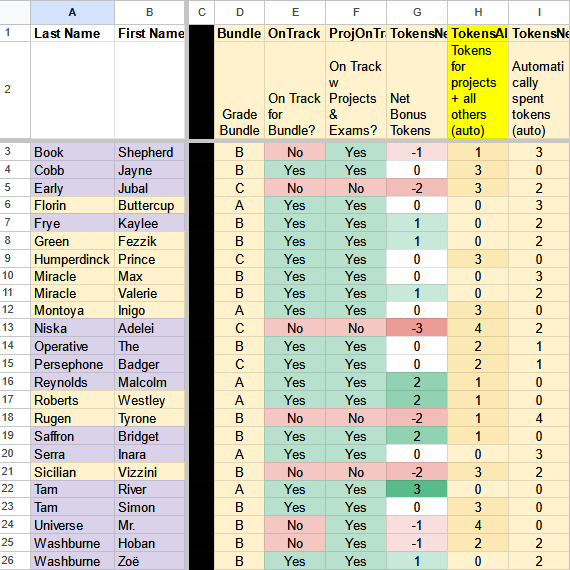 A B C D E F G H I
1 Last Name First Name Bundle OnTrack ProjOnTra TokensNe TokensAl TokensNe
2 Grade Bundle On Track for Bundle? On Track w Projects & Exams? Net Bonus Tokens Tokens for projects + all others (auto) Automati cally spent tokens (auto)
3 Book Shepherd B No Yes -1 1 3
4 Cobb Jayne B Yes Yes 0 3 0
5 Early Jubal C No No -2 3 2
6 Florin Buttercup A Yes Yes 0 0 3
7 Frye Kaylee B Yes Yes 1 0 2
8 Green Fezzik B Yes Yes 1 0 2
9 Humperdinck Prince C Yes Yes 0 3 0
10 Miracle Max B Yes Yes 0 0 3
11 Miracle Valerie B Yes Yes 1 0 2
12 Montoya Inigo A Yes Yes 0 3 0
13 Niska Adelei C No No -3 4 2
14 Operative The B Yes Yes 0 2 1
15 Persephone Badger C Yes Yes 0 2 1
16 Reynolds Malcolm A Yes Yes 2 1 0
17 Roberts Westley A Yes Yes 2 1 0
18 Rugen Tyrone B No No -2 1 4
19 Saffron Bridget B Yes Yes 2 1 0
20 Serra Inara A Yes Yes 0 0 3
21 Sicilian Vizzini B No No -2 3 2
22 Tam River A Yes Yes 3 0 0
23 Tam Simon B Yes Yes 0 3 0
24 Universe Mr. B No Yes -1 4 0
25 Washburne Hoban B No Yes -1 2 2
26 Washburne Zoë B Yes Yes 1 0 2